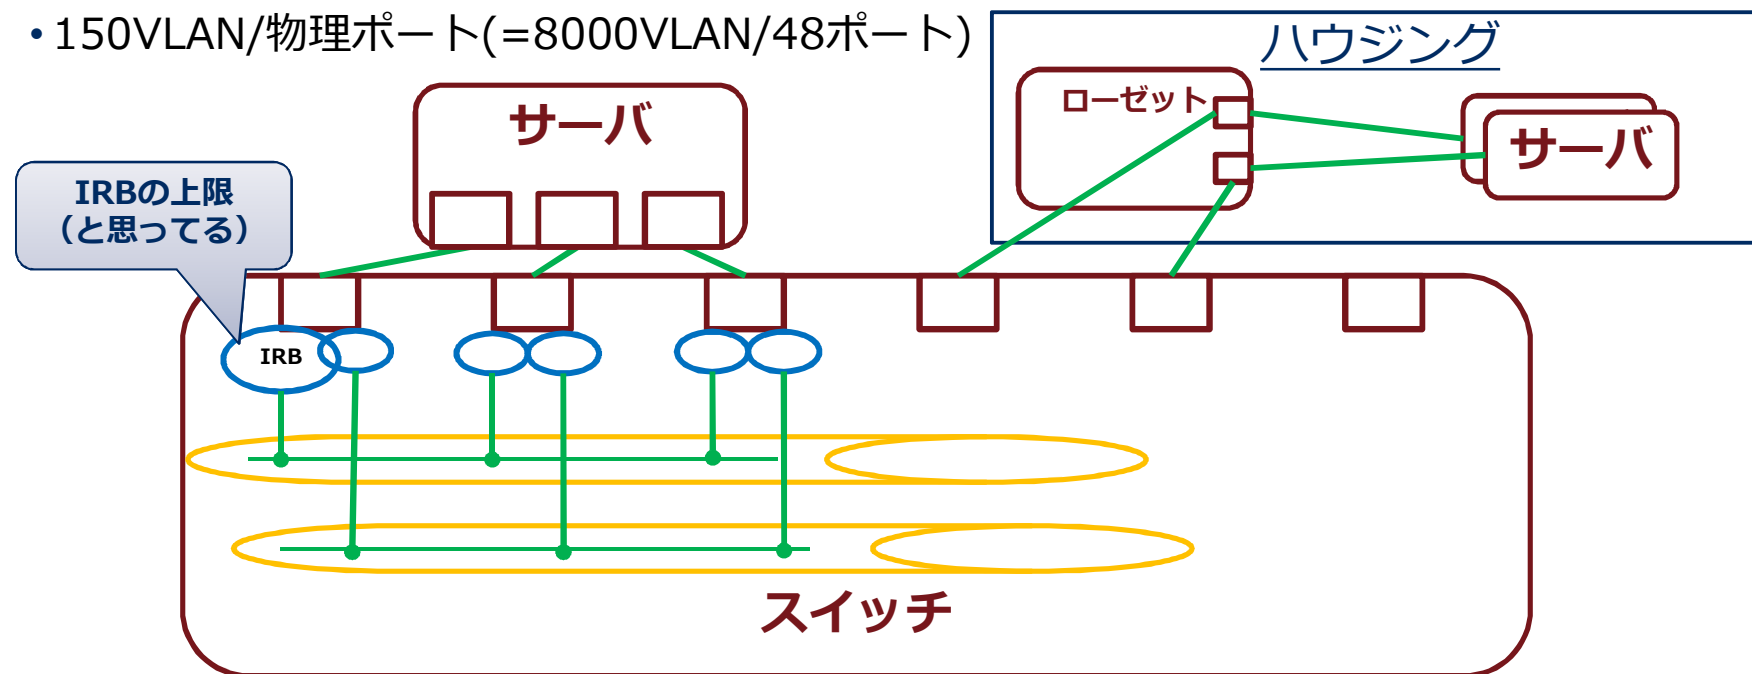 • 150VLAN/物理ポート(=8000VLAN/48ポート)
ハウジング
ローゼット
サーバ
サーバ
IRBの上限
（と思ってる）
IRB
スイッチ